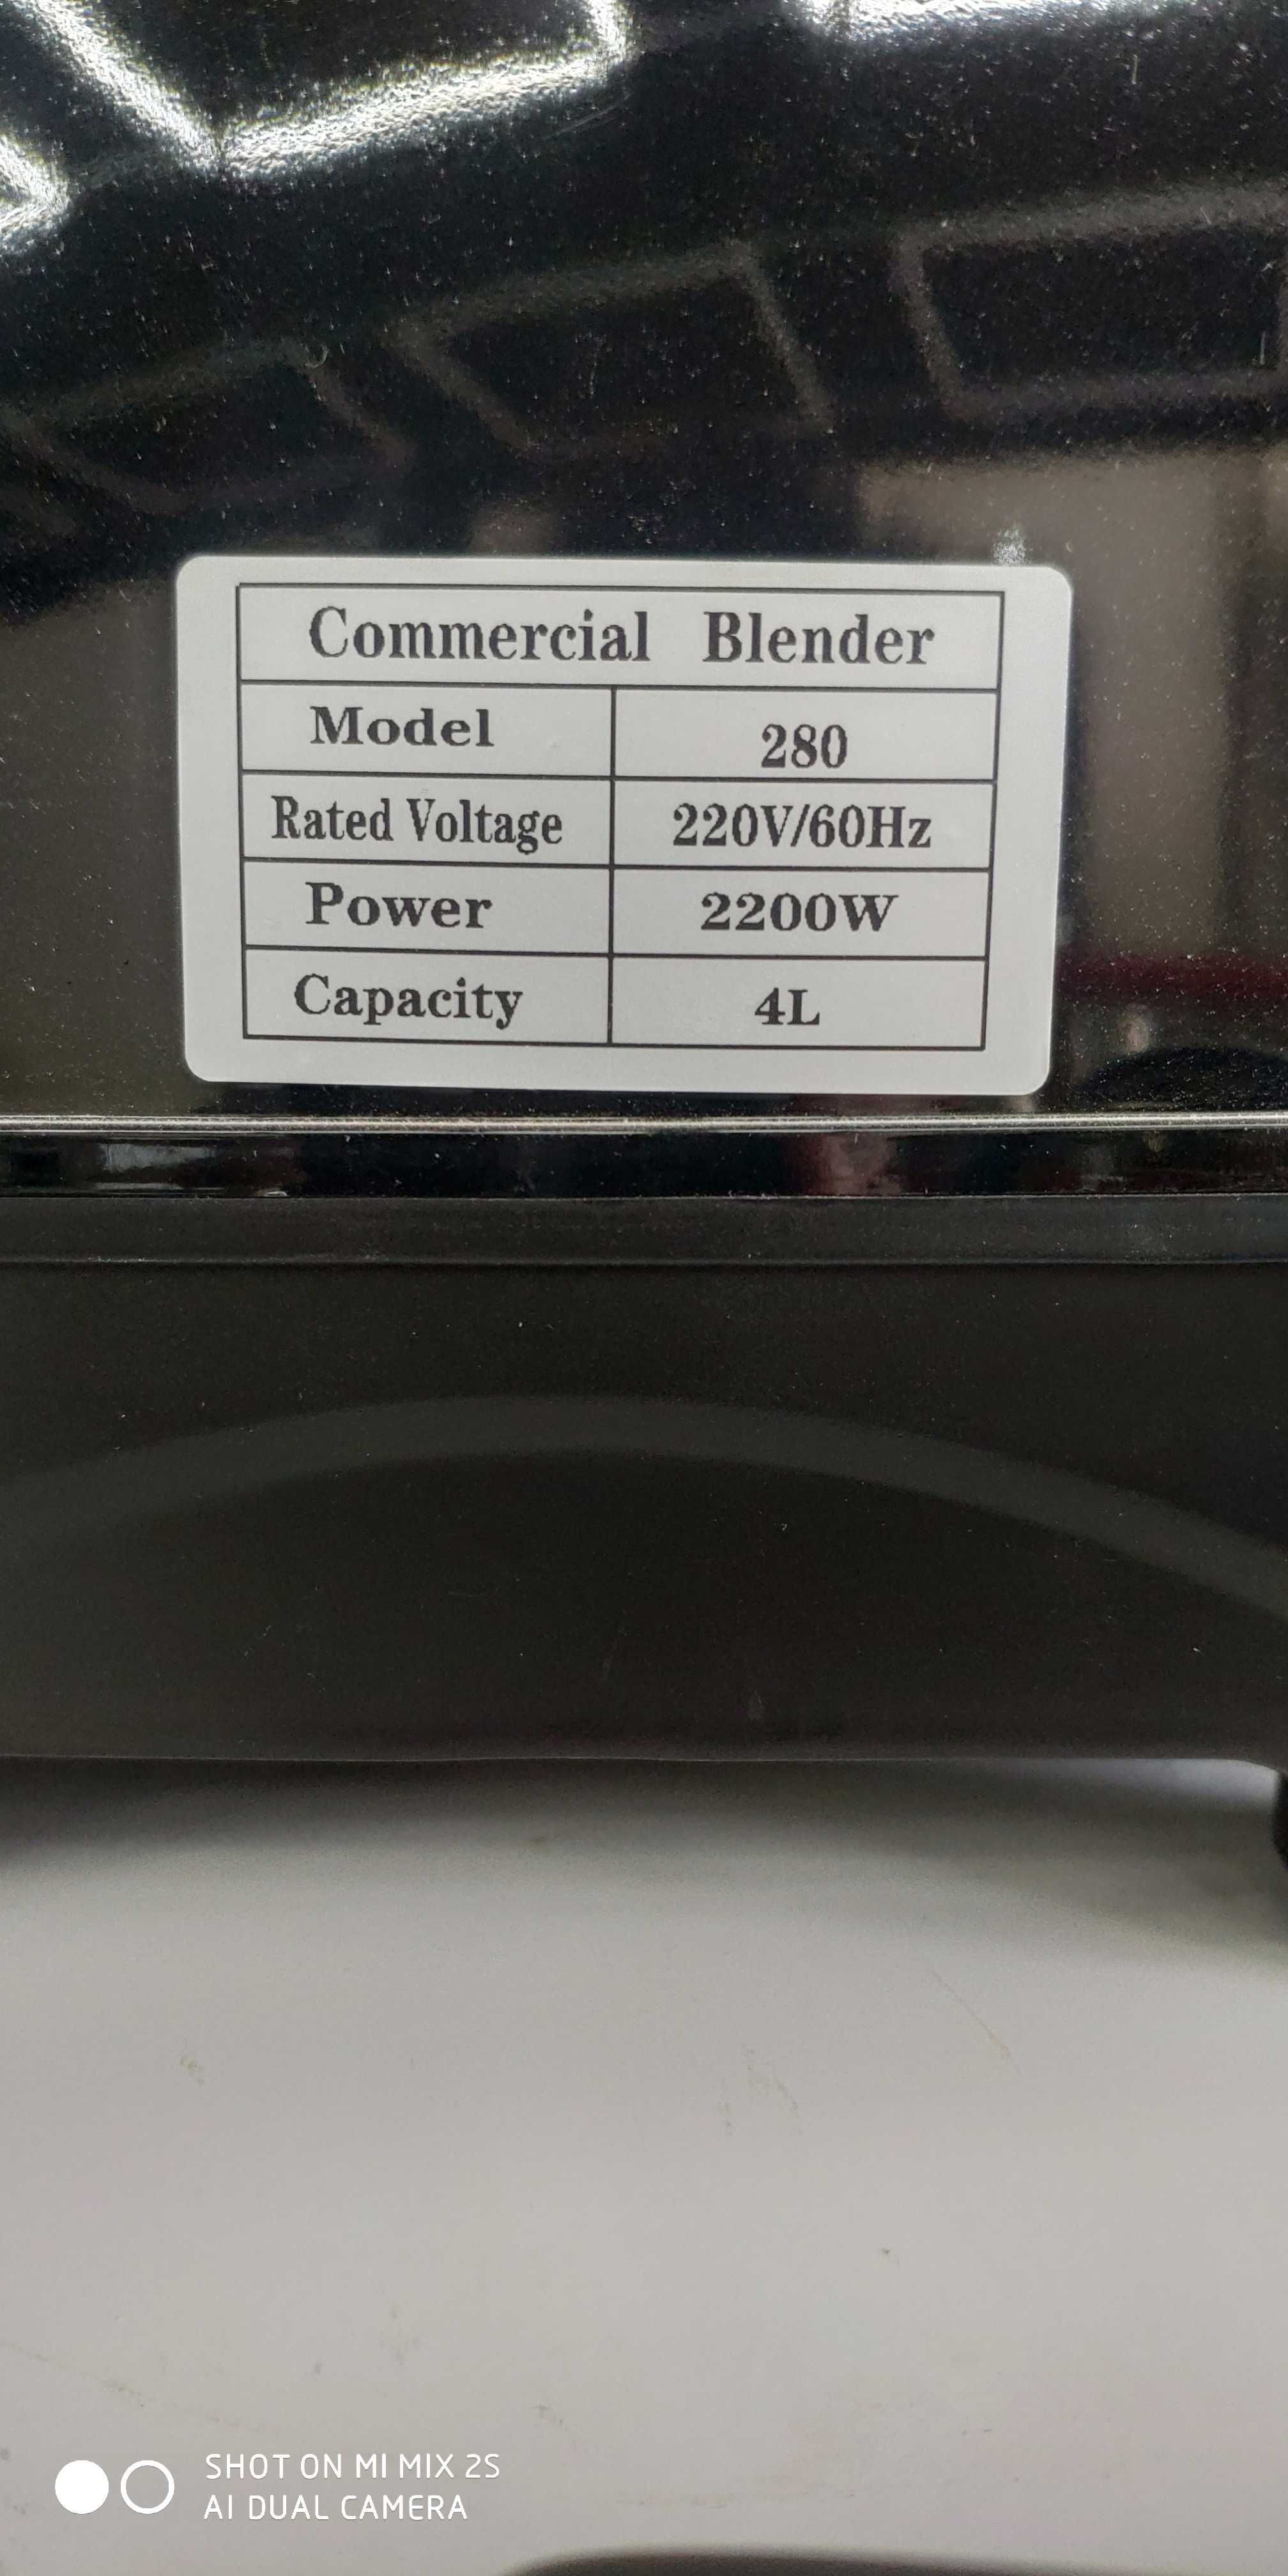 Commercial Blender
Model 280
Rated Voltage 220V/60Hz
Power 2200W
Capacity 4L
SHOT ON MI MIX 2S
AI DUAL CAMERA